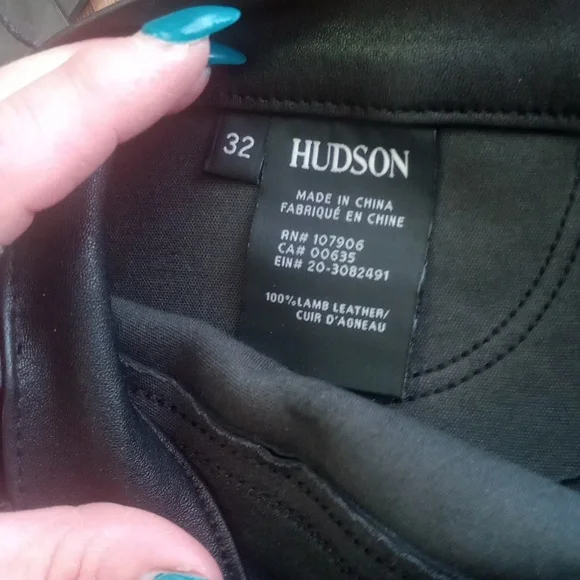 32
HUDSON
MADE IN CHINA
FABRIQUÉ EN CHINE
RN# 107906
CA# 00635
EIN# 20-3082491
100%LAMB LEATHER/
CUIR D'AGNEAU